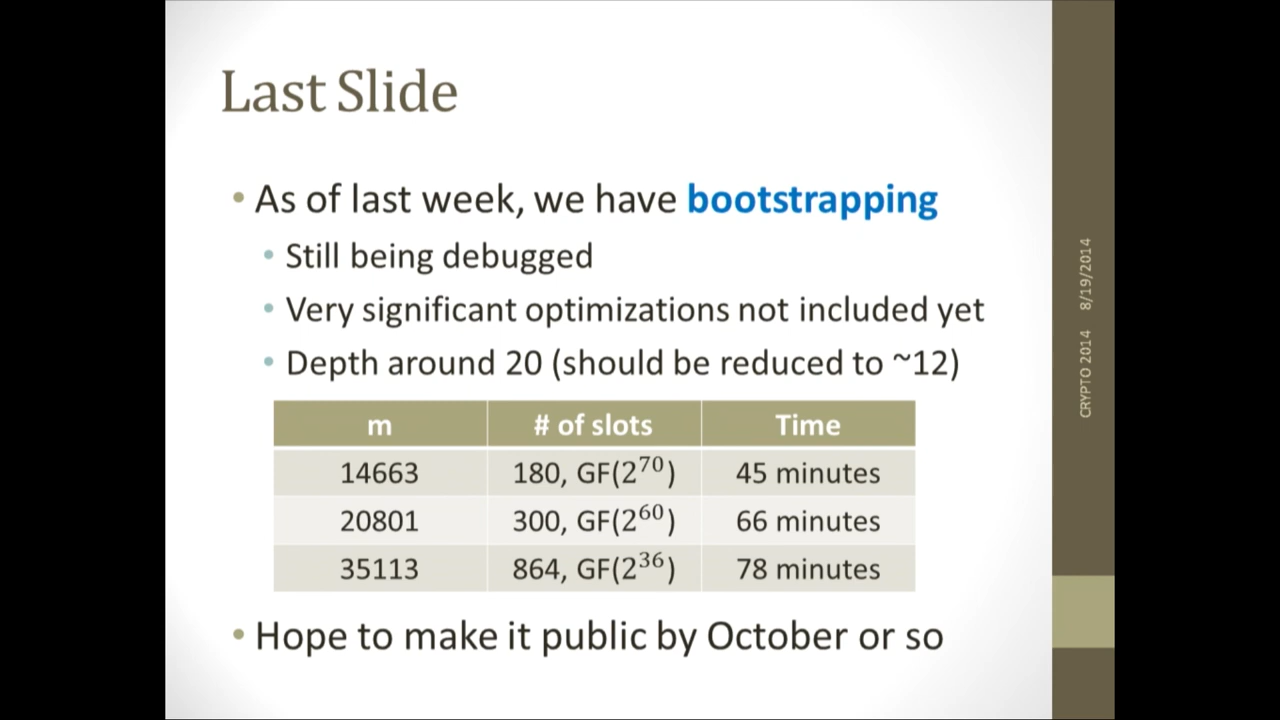 Last Slide
• As of last week, we have bootstrapping
• Still being debugged
• Very significant optimizations not included yet
• Depth around 20 (should be reduced to ~12)
m # of slots Time
14663 180, GF(2^70) 45 minutes
20801 300, GF(2^60) 66 minutes
35113 864, GF(2^36) 78 minutes
• Hope to make it public by October or so
CRYPTO 2014 8/19/2014